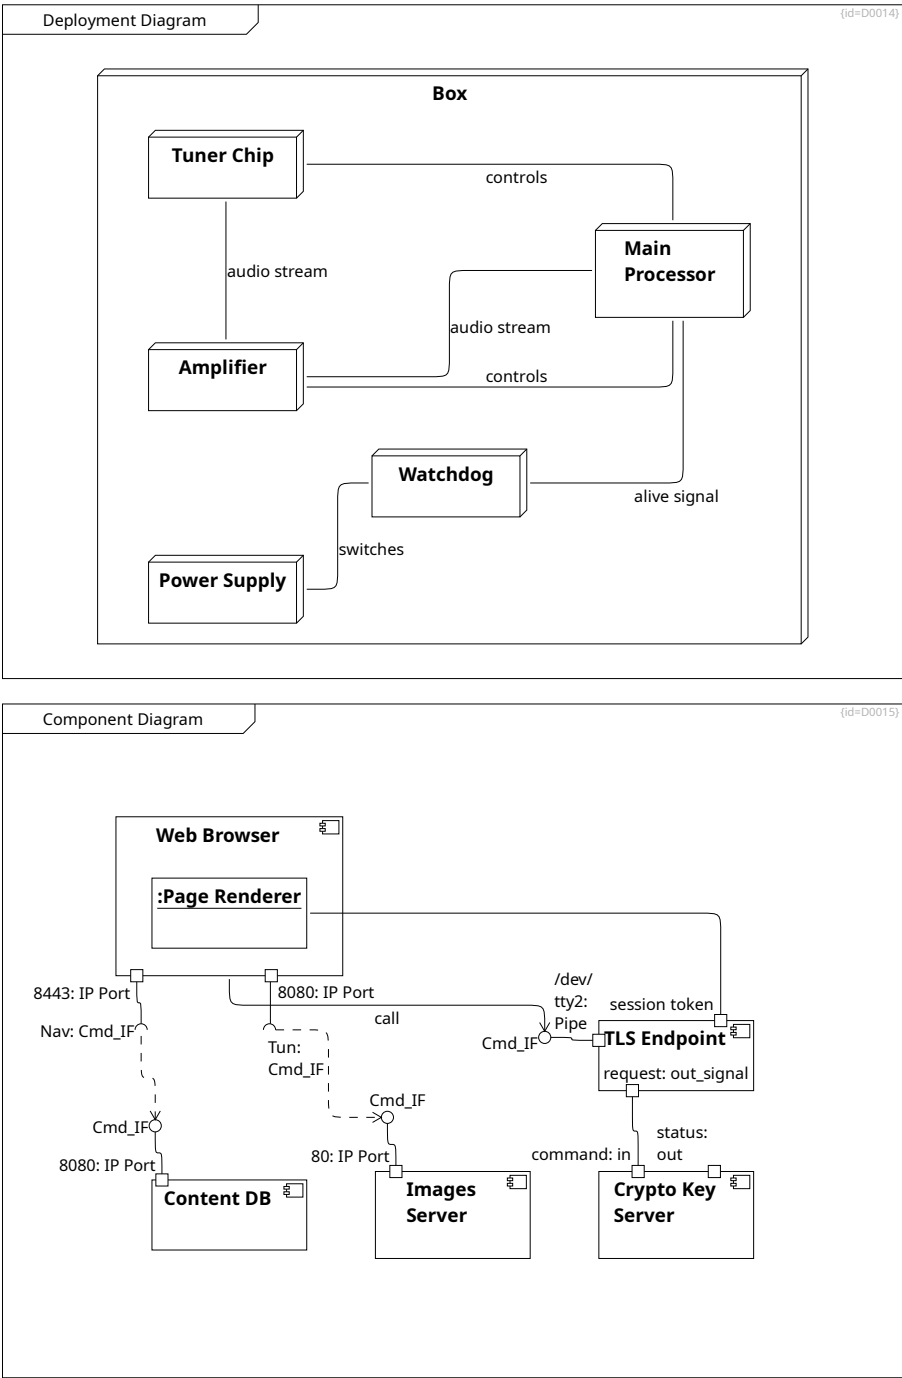 Deployment Diagram
{id=D0014}
Box
Tuner Chip
controls
Main
Processor
audio stream
audio stream
Amplifier
controls
Watchdog
alive signal
switches
Power Supply
Component Diagram
{id=D0015}
Web Browser
:Page Renderer
8443: IP Port
8080: IP Port
/dev/
tty2:
Pipe
session token
call
Nav: Cmd_IF
Tun:
Cmd_IF
Cmd_IF
TLS Endpoint
request: out_signal
Cmd_IF
Cmd_IF
status:
out
8080: IP Port
80: IP Port
command: in
Content DB
Images
Server
Crypto Key
Server